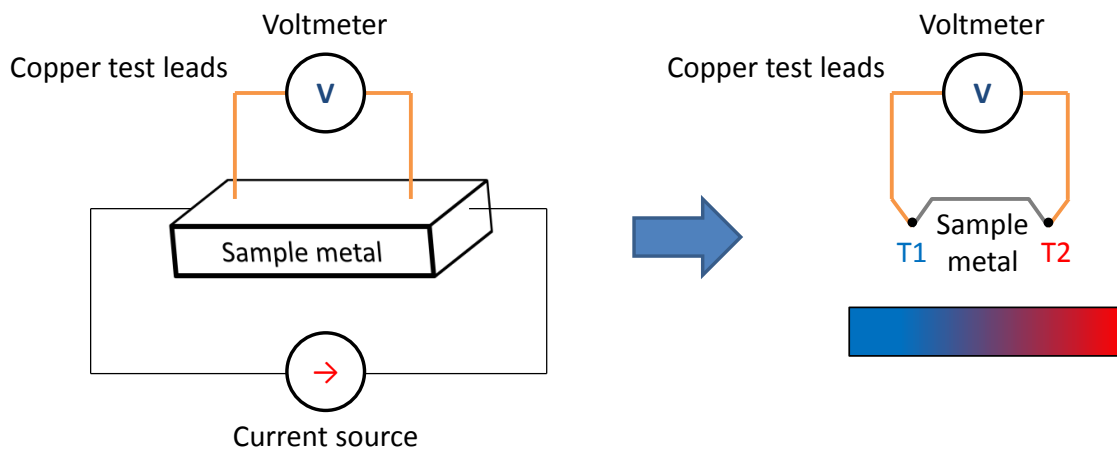 Voltmeter
Copper test leads
V
Sample metal
→
Current source
Voltmeter
Copper test leads
V
Sample
metal
T1
T2